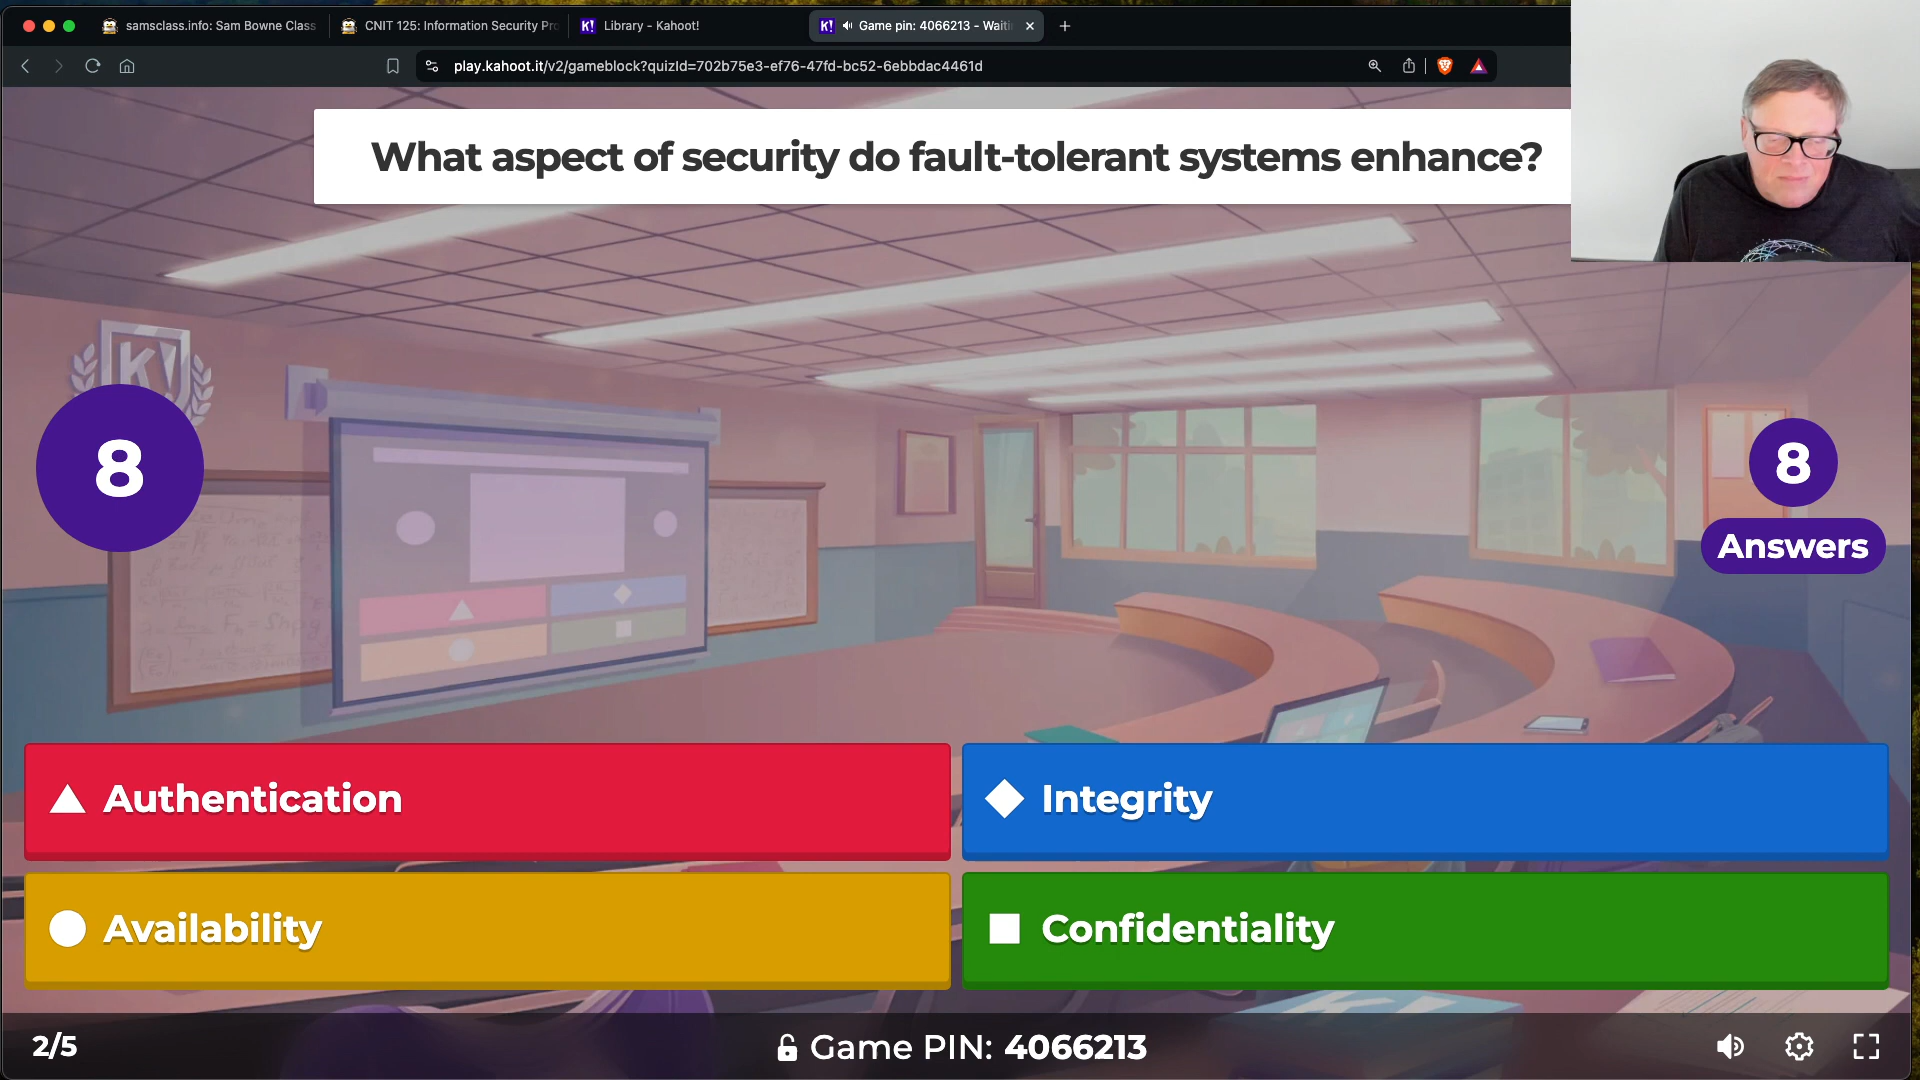 samsclass.info: Sam Bowne Class
CNIT 125: Information Security Pro
K! Library - Kahoot!
K! Game pin: 4066213 - Waiti
play.kahoot.it/v2/gameblock?quizId=702b75e3-ef76-47fd-bc52-6ebbdac4461d
What aspect of security do fault-tolerant systems enhance?
K!
8
8
Answers
Authentication
Integrity
Availability
Confidentiality
2/5
Game PIN: 4066213